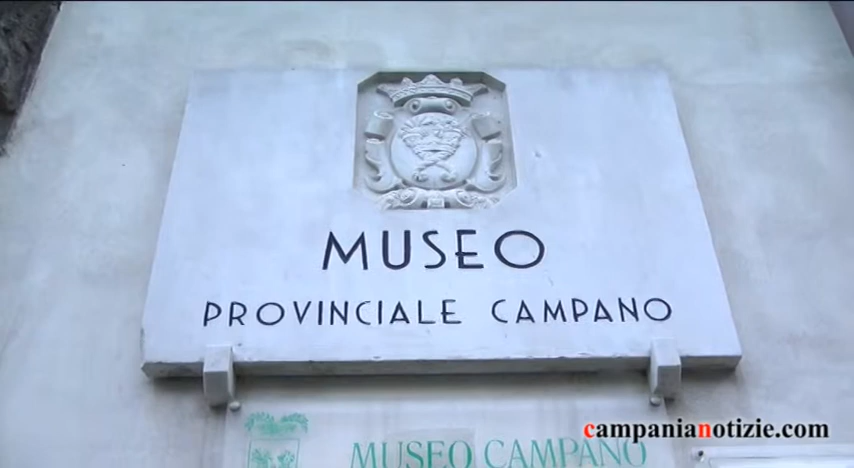 MUSEO
PROVINCIALE CAMPANO
MUSEO CAMPANO
campanianotizie.com